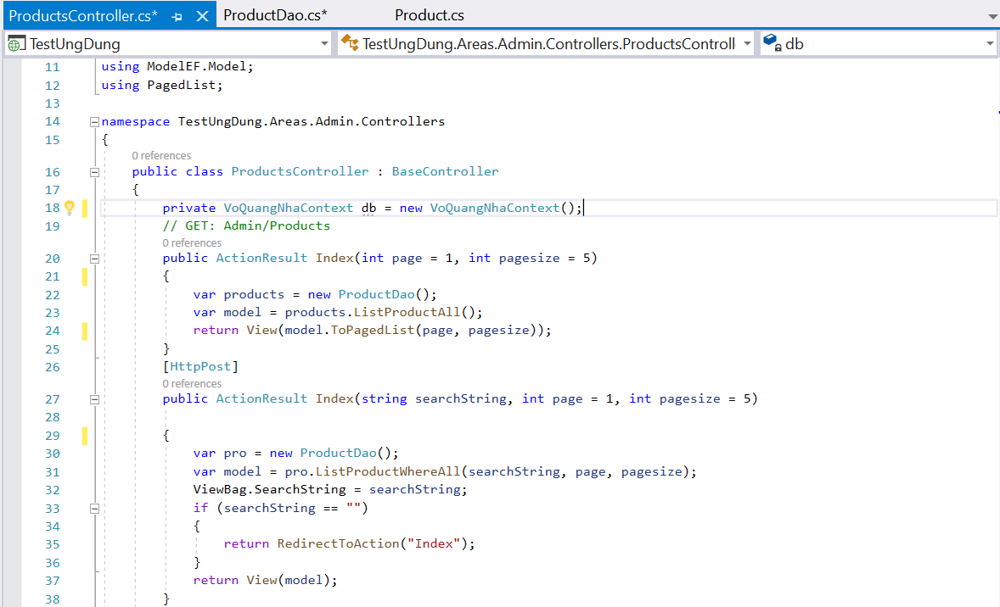 ProductsController.cs* ProductDao.cs* Product.cs
TestUngDung TestUngDung.Areas.Admin.Controllers.ProductsControll db
11 using ModelEF.Model;
12 using PagedList;
13
14 namespace TestUngDung.Areas.Admin.Controllers
15 {
0 references
16 public class ProductsController : BaseController
17 {
18 private VoQuangNhaContext db = new VoQuangNhaContext();
19 // GET: Admin/Products
0 references
20 public ActionResult Index(int page = 1, int pagesize = 5)
21 {
22 var products = new ProductDao();
23 var model = products.ListProductAll();
24 return View(model.ToPagedList(page, pagesize));
25 }
26 [HttpPost]
0 references
27 public ActionResult Index(string searchString, int page = 1, int pagesize = 5)
28
29 {
30 var pro = new ProductDao();
31 var model = pro.ListProductWhereAll(searchString, page, pagesize);
32 ViewBag.SearchString = searchString;
33 if (searchString == "")
34 {
35 return RedirectToAction("Index");
36 }
37 return View(model);
38 }